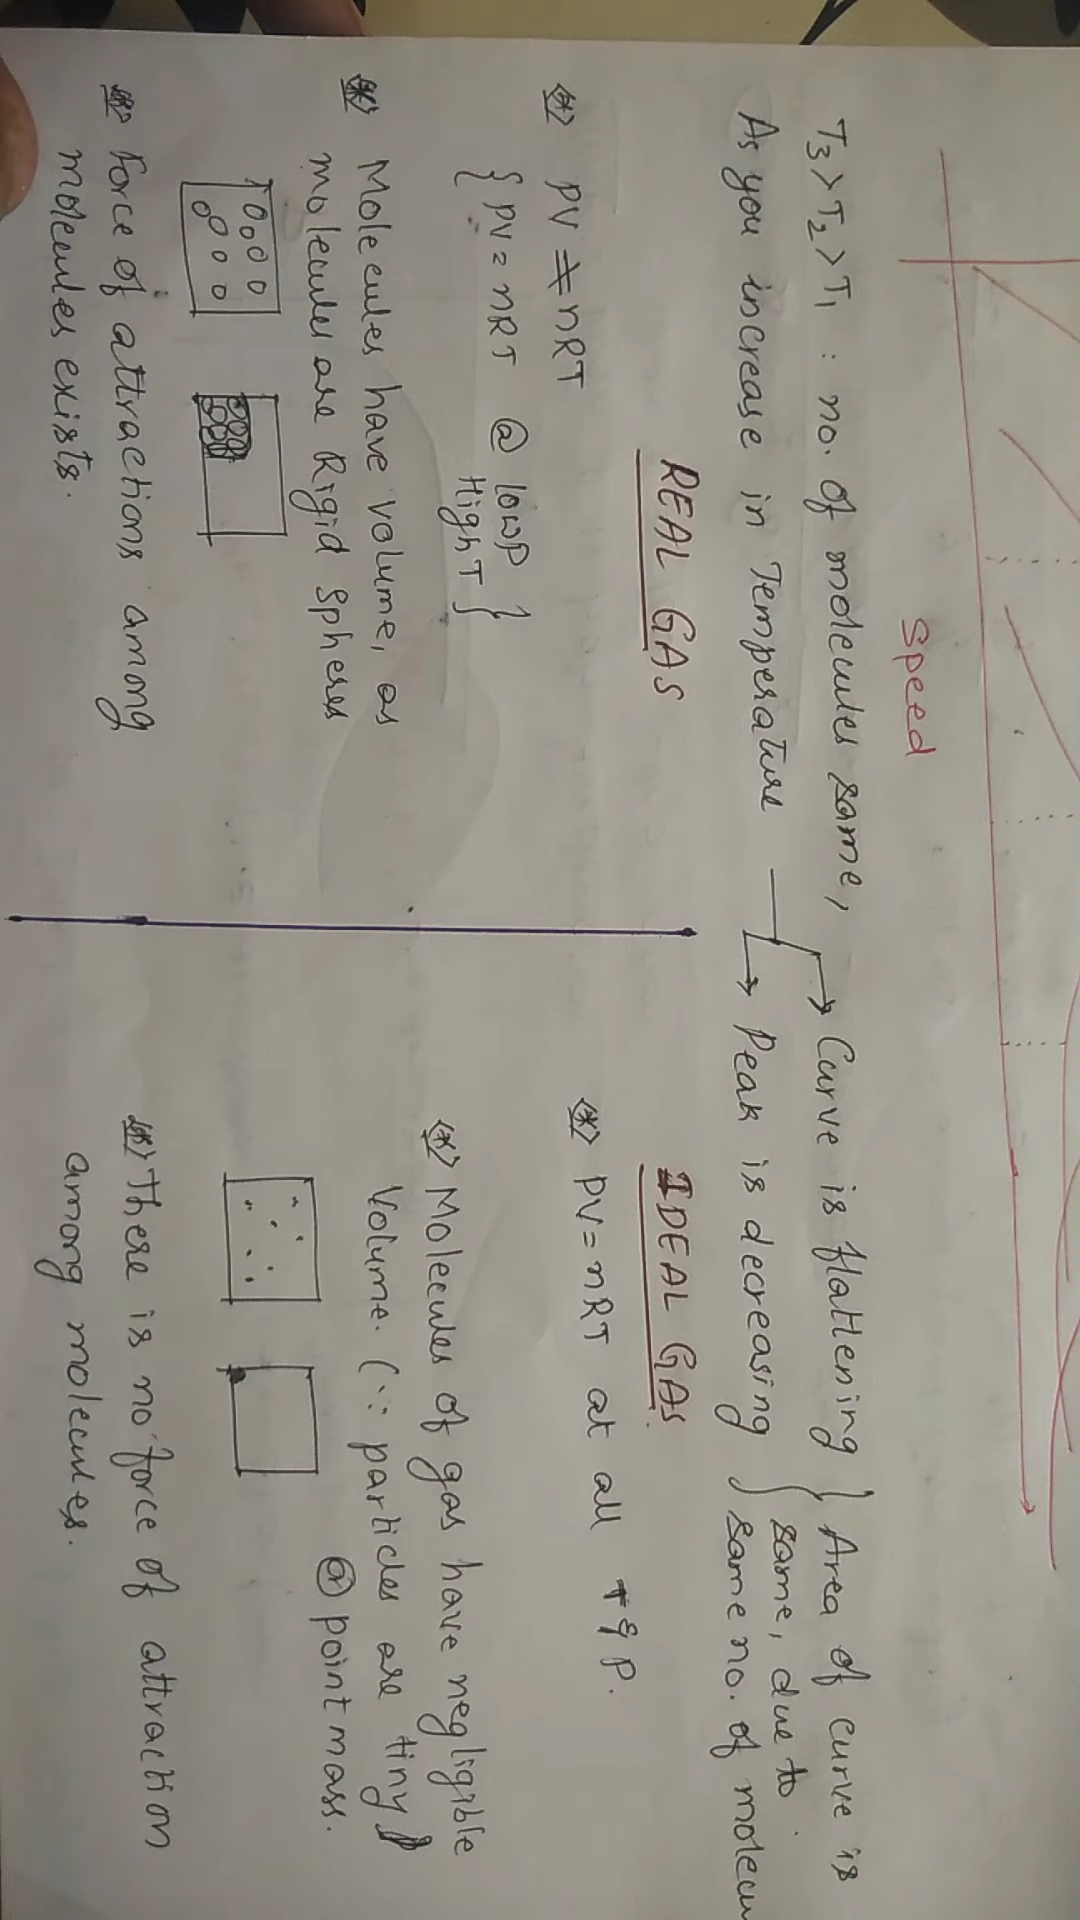 Speed
T3 > T2 > T1 : no. of molecules same,
As you increase in Temperature
→ Curve is flattening
→ Peak is decreasing
} Area of curve is
{ same, due to
same no. of molecu
REAL GAS
(*) PV ≠ nRT
{ PV = nRT @ low P
High T }
(*) Molecules have volume, as
molecules are Rigid Spheres
(*) Force of attractions among
molecules exists.
IDEAL GAS
(*) PV = nRT at all T & P.
(*) Molecules of gas have negligible
Volume. (∵ particles are tiny
or point mass.
(*) There is no force of attraction
among molecules.